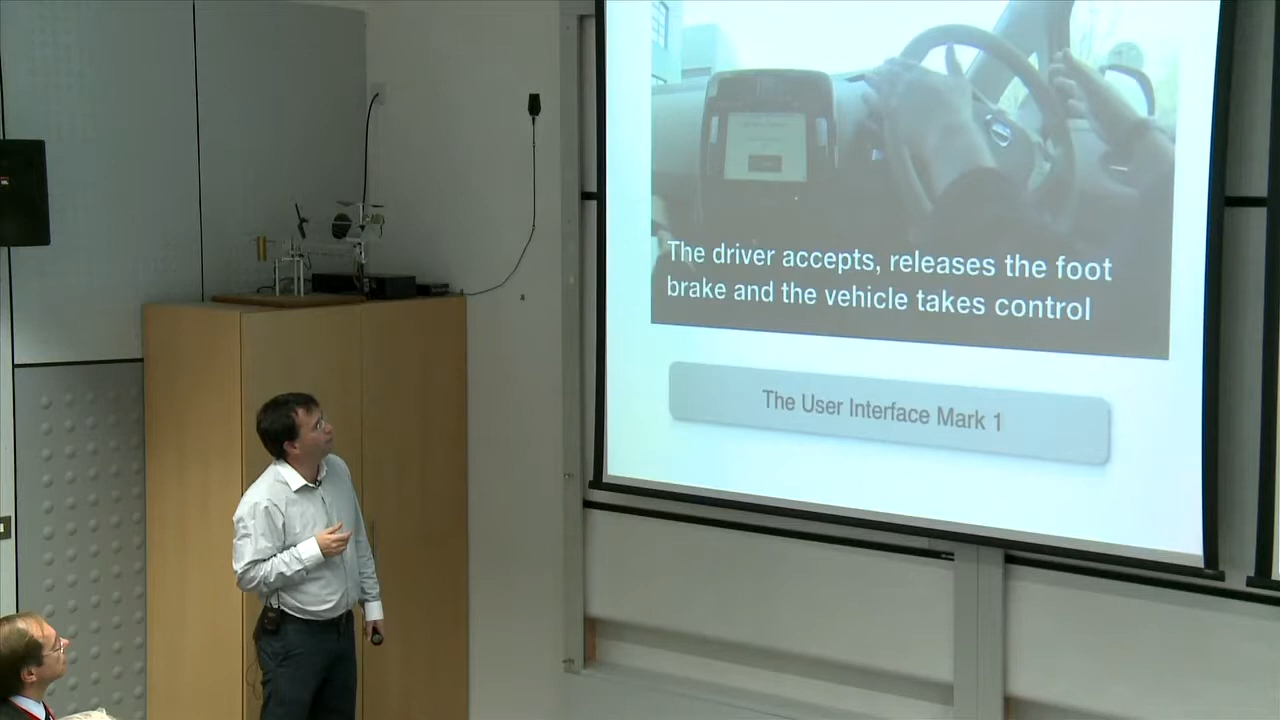 The driver accepts, releases the foot
brake and the vehicle takes control
The User Interface Mark 1